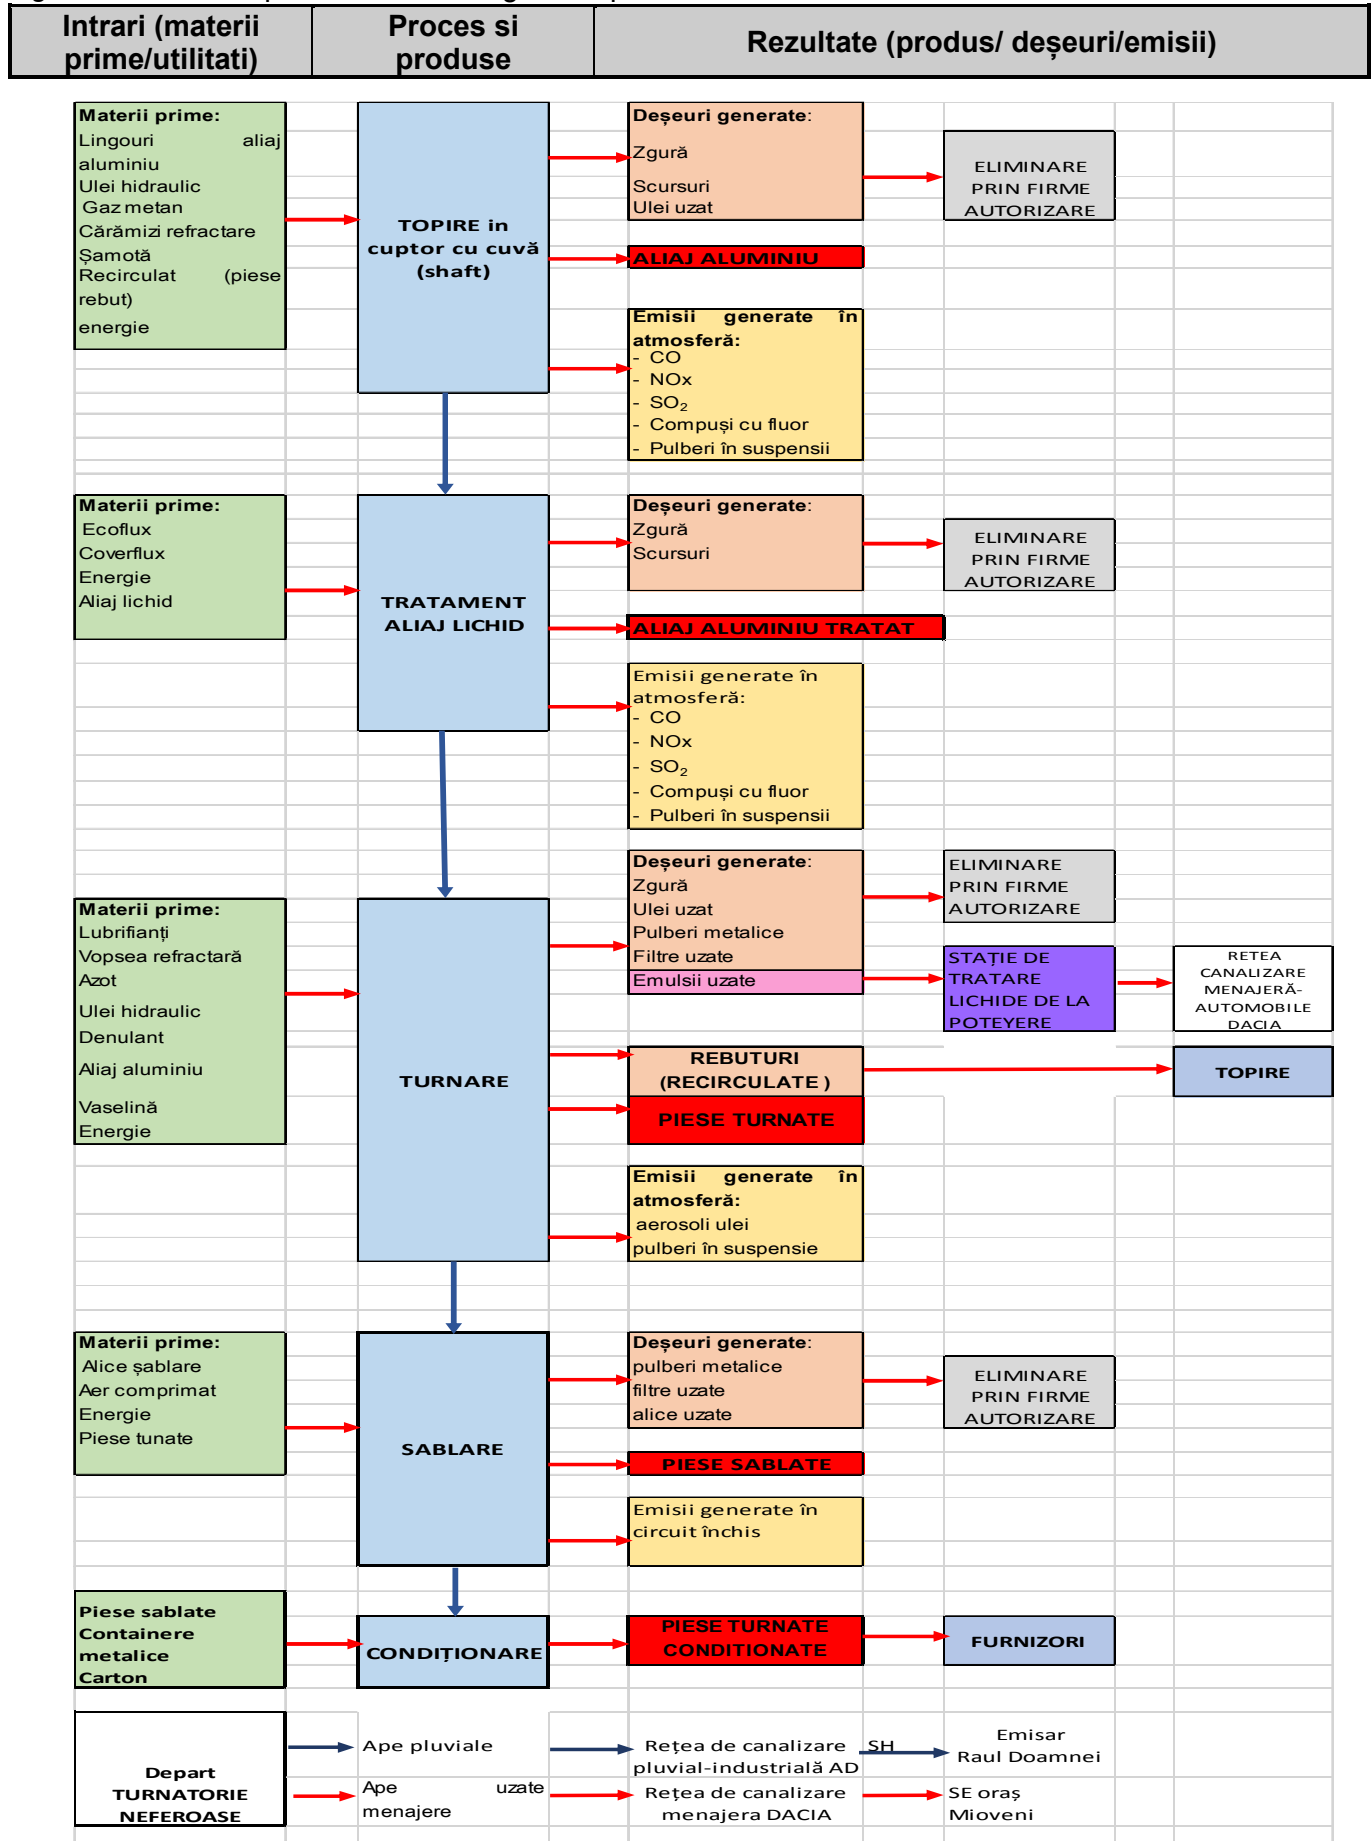 Intrari (materii
prime/utilitati)
Proces si
produse
Rezultate (produs/ deșeuri/emisii)
Materii prime:
Lingouri aliaj
aluminiu
Ulei hidraulic
Gaz metan
Cărămizi refractare
Șamotă
Recirculat (piese
rebut)
energie
TOPIRE in
cuptor cu cuvă
(shaft)
Deșeuri generate:
Zgură
Scursuri
Ulei uzat
ELIMINARE
PRIN FIRME
AUTORIZARE
ALIAJ ALUMINIU
Emisii generate în
atmosferă:
- CO
- NOx
- SO₂
- Compuși cu fluor
- Pulberi în suspensii
Materii prime:
Ecoflux
Coverflux
Energie
Aliaj lichid
TRATAMENT
ALIAJ LICHID
Deșeuri generate:
Zgură
Scursuri
ELIMINARE
PRIN FIRME
AUTORIZARE
ALIAJ ALUMINIU TRATAT
Emisii generate în
atmosferă:
- CO
- NOx
- SO₂
- Compuși cu fluor
- Pulberi în suspensii
Materii prime:
Lubrifianți
Vopsea refractară
Azot
Ulei hidraulic
Denulant
Aliaj aluminiu
Vaselină
Energie
TURNARE
Deșeuri generate:
Zgură
Ulei uzat
Pulberi metalice
Filtre uzate
Emulsii uzate
ELIMINARE
PRIN FIRME
AUTORIZARE
STAȚIE DE
TRATARE
LICHIDE DE LA
POTEYERE
RETEA
CANALIZARE
MENAJERĂ-
AUTOMOBILE
DACIA
REBUTURI
(RECIRCULATE )
TOPIRE
PIESE TURNATE
Emisii generate în
atmosferă:
aerosoli ulei
pulberi în suspensie
Materii prime:
Alice șablare
Aer comprimat
Energie
Piese tunate
SABLARE
Deșeuri generate:
pulberi metalice
filtre uzate
alice uzate
ELIMINARE
PRIN FIRME
AUTORIZARE
PIESE SABLATE
Emisii generate în
circuit închis
Piese sablate
Containere
metalice
Carton
CONDIȚIONARE
PIESE TURNATE
CONDITIONATE
FURNIZORI
Depart
TURNATORIE
NEFEROASE
Ape pluviale
Rețea de canalizare
pluvial-industrială AD
SH
Emisar
Raul Doamnei
Ape uzate
menajere
Rețea de canalizare
menajera DACIA
SE oraș
Mioveni